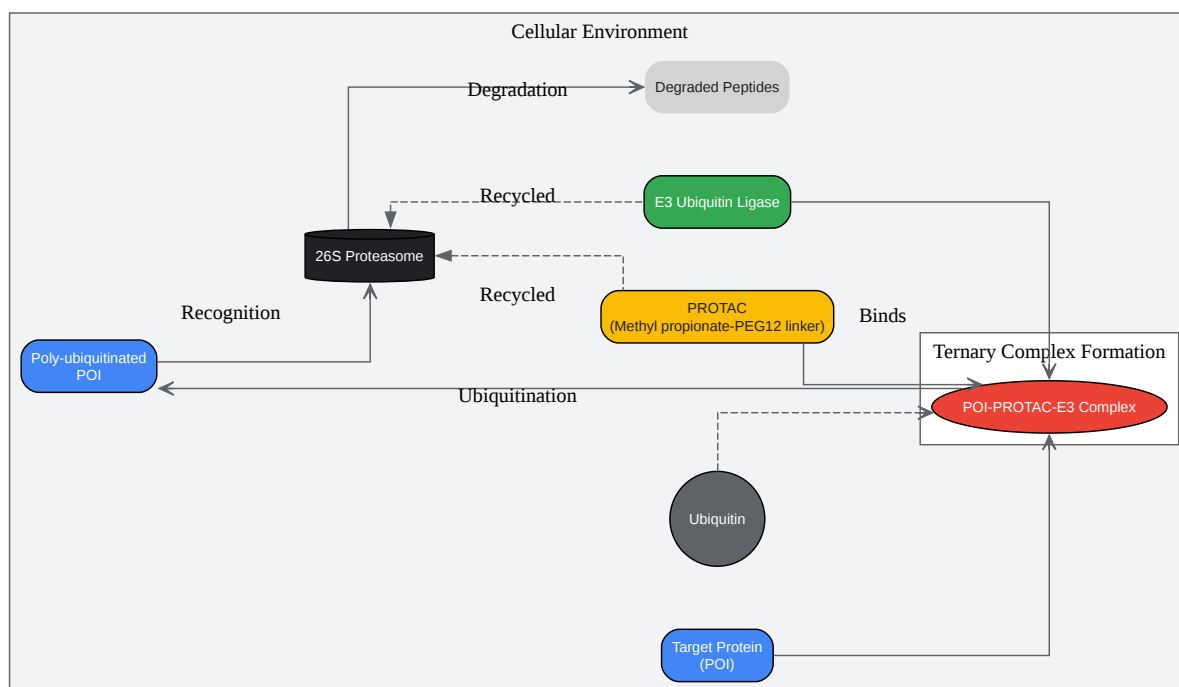 Cellular Environment
Degradation
Degraded Peptides
Recycled
E3 Ubiquitin Ligase
26S Proteasome
Recycled
PROTAC
(Methyl propionate-PEG12 linker)
Binds
Recognition
Poly-ubiquitinated
POI
Ternary Complex Formation
Ubiquitination
POI-PROTAC-E3 Complex
Ubiquitin
Target Protein
(POI)